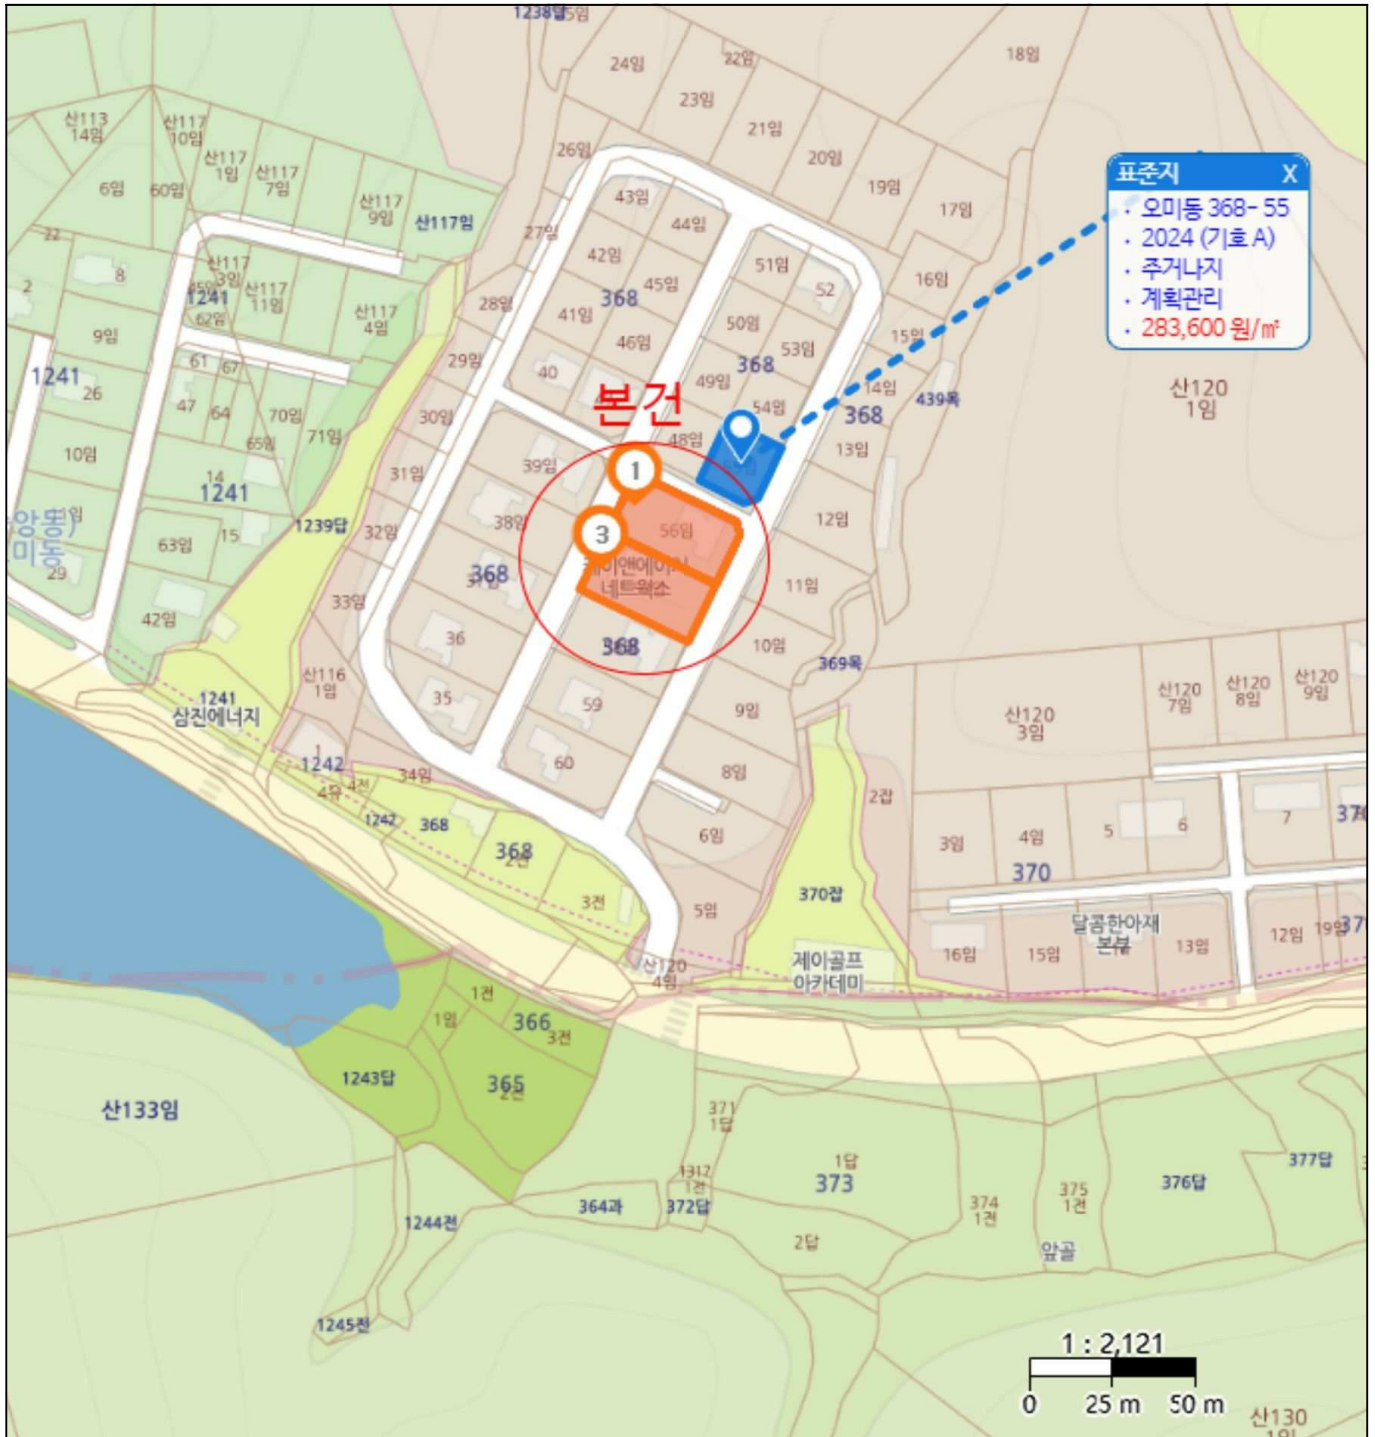 1238답
5임
24임
22임
18임
23임
21임
20임
19임
17임
16임
15임
14임
13임
12임
11임
10임
9임
8임
6임
5임
26임
27임
28임
29임
30임
31임
32임
33임
34임
43임
44임
42임
45임
41임
46임
40
368
51임
52
50임
53임
368
49임
54임
48임
368
439목
산113
14임
산117
10임
산117
1임
산117
7임
산117
9임
산117임
6임
60임
22
2
8
산117
3임
1241
62임
산117
11임
산117
4임
9임
1241
26
61
67
47
64
70임
65임
71임
10임
14
1241
15
63임
미동
29
42임
1239답
표준지 X
· 오미동 368- 55
· 2024 (기호 A)
· 주거나지
· 계획관리
· 283,600 원/㎡
산120
1임
본건
1
3
56임
네트웍소
39임
38임
368
36
35
368
59
60
산116
1임
1241
삼진에너지
1
1242
4전
1242
368
368
2전
3전
369목
산120
3임
산120
7임
산120
8임
산120
9임
2잡
3임
4임
5
6
7
370
370잡
달콤한아재
본뷰
16임
15임
13임
12임
19임
제이골프
아카데미
산120
4임
1전
1임
366
3전
1243답
365
2전
산133임
371
1답
1312
1전
364과
372답
1답
373
2답
374
1전
375
1전
376답
377답
앞골
1244전
1245전
1 : 2,121
0 25 m 50 m
산130
1임